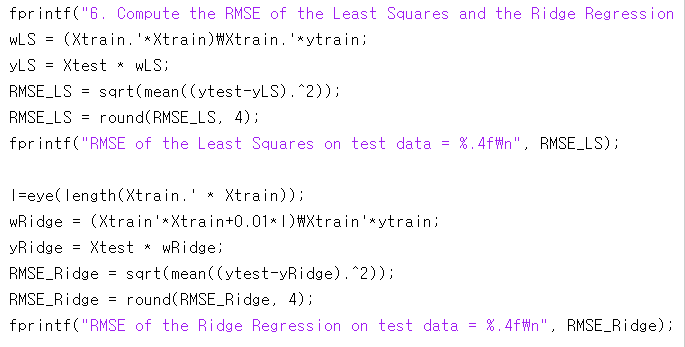 fprintf("6. Compute the RMSE of the Least Squares and the Ridge Regression
wLS = (Xtrain.'*Xtrain)₩Xtrain.'*ytrain;
yLS = Xtest * wLS;
RMSE_LS = sqrt(mean((ytest-yLS).^2));
RMSE_LS = round(RMSE_LS, 4);
fprintf("RMSE of the Least Squares on test data = %.4f₩n", RMSE_LS);
I=eye(length(Xtrain.' * Xtrain));
wRidge = (Xtrain'*Xtrain+0.01*I)₩Xtrain'*ytrain;
yRidge = Xtest * wRidge;
RMSE_Ridge = sqrt(mean((ytest-yRidge).^2));
RMSE_Ridge = round(RMSE_Ridge, 4);
fprintf("RMSE of the Ridge Regression on test data = %.4f₩n", RMSE_Ridge);